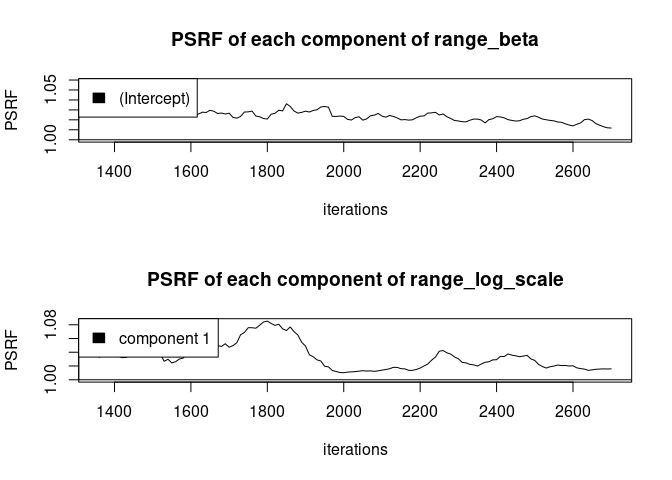 PSRF of each component of range_beta
PSRF
1.05
1.00
(Intercept)
1400 1600 1800 2000 2200 2400 2600
iterations
PSRF of each component of range_log_scale
PSRF
1.08
1.00
component 1
1400 1600 1800 2000 2200 2400 2600
iterations